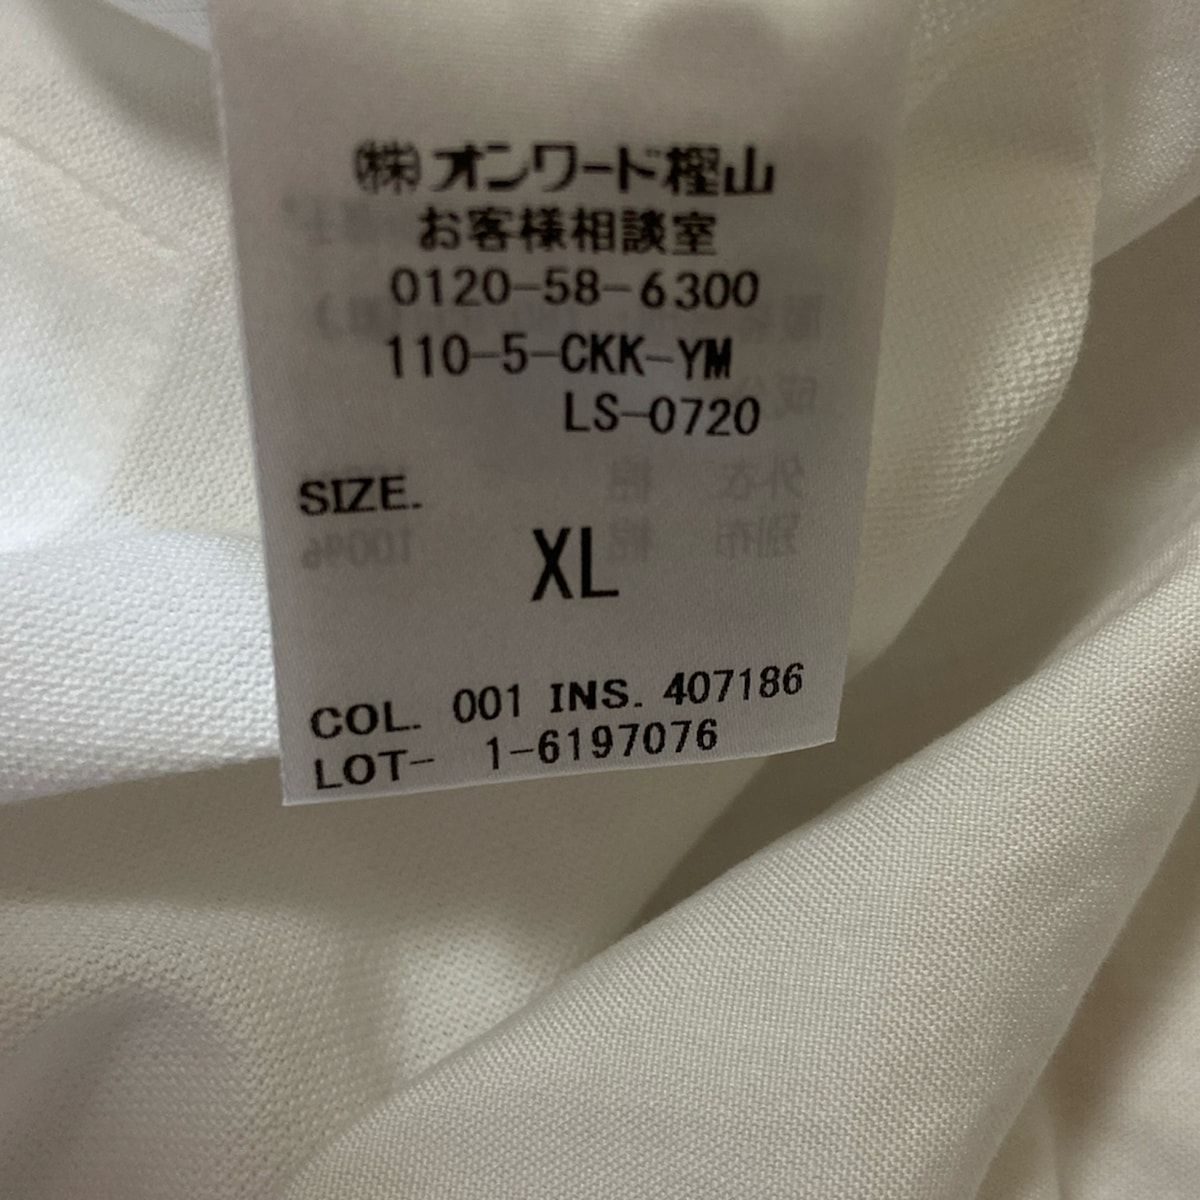 ㈱オンワード樫山
お客様相談室
0120-58-6300
110-5-CKK-YM
LS-0720
SIZE.
XL
COL. 001 INS. 407186
LOT- 1-6197076